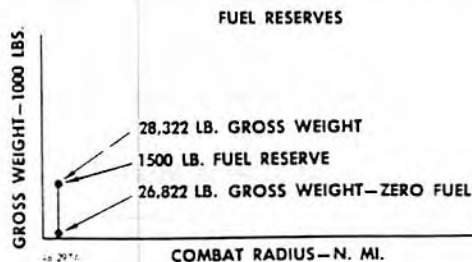 FUEL RESERVES
GROSS WEIGHT—1000 LBS.
28,322 LB. GROSS WEIGHT
1500 LB. FUEL RESERVE
26,822 LB. GROSS WEIGHT—ZERO FUEL
COMBAT RADIUS—N. MI.